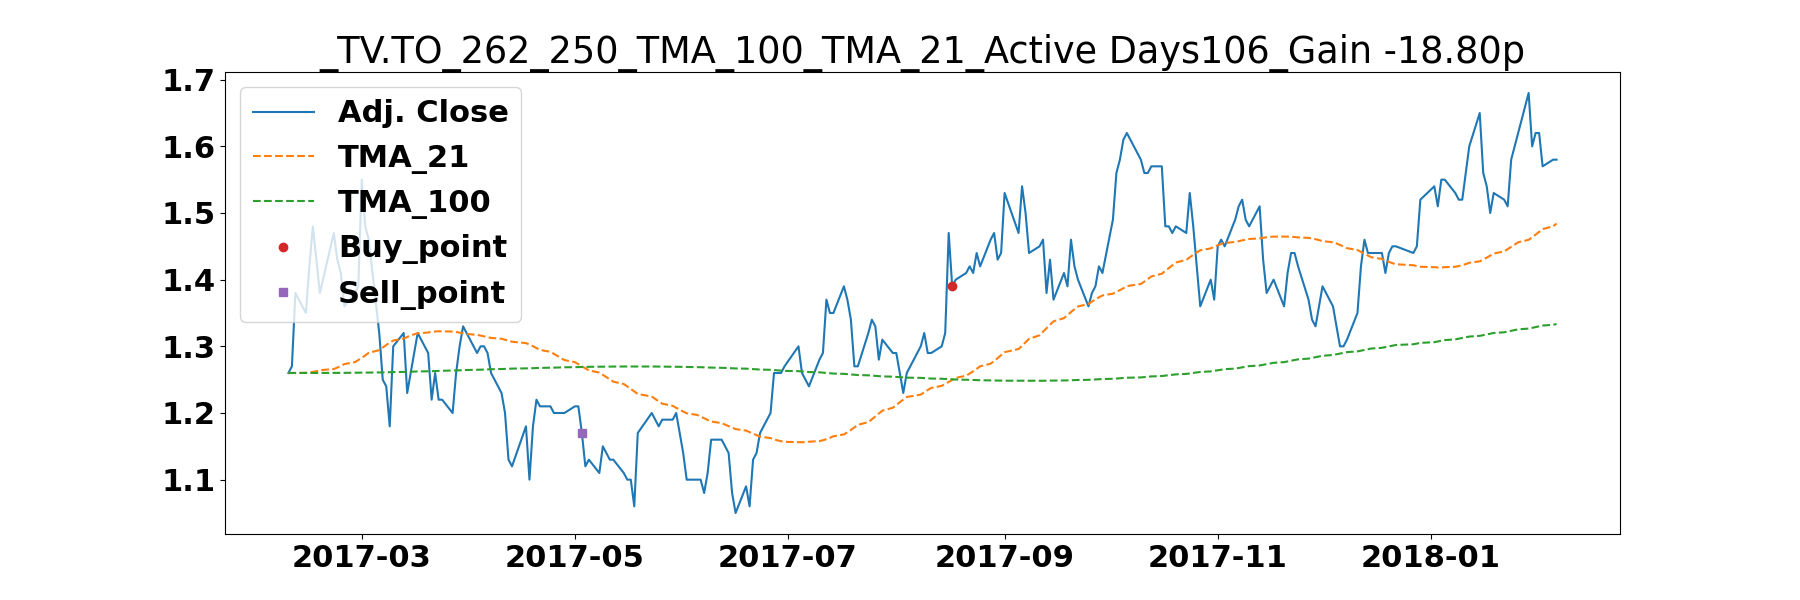 _TV.TO_262_250_TMA_100_TMA_21_Active Days106_Gain -18.80p
1.7
1.6
1.5
1.4
1.3
1.2
1.1
Adj. Close
TMA_21
TMA_100
Buy_point
Sell_point
2017-03 2017-05 2017-07 2017-09 2017-11 2018-01